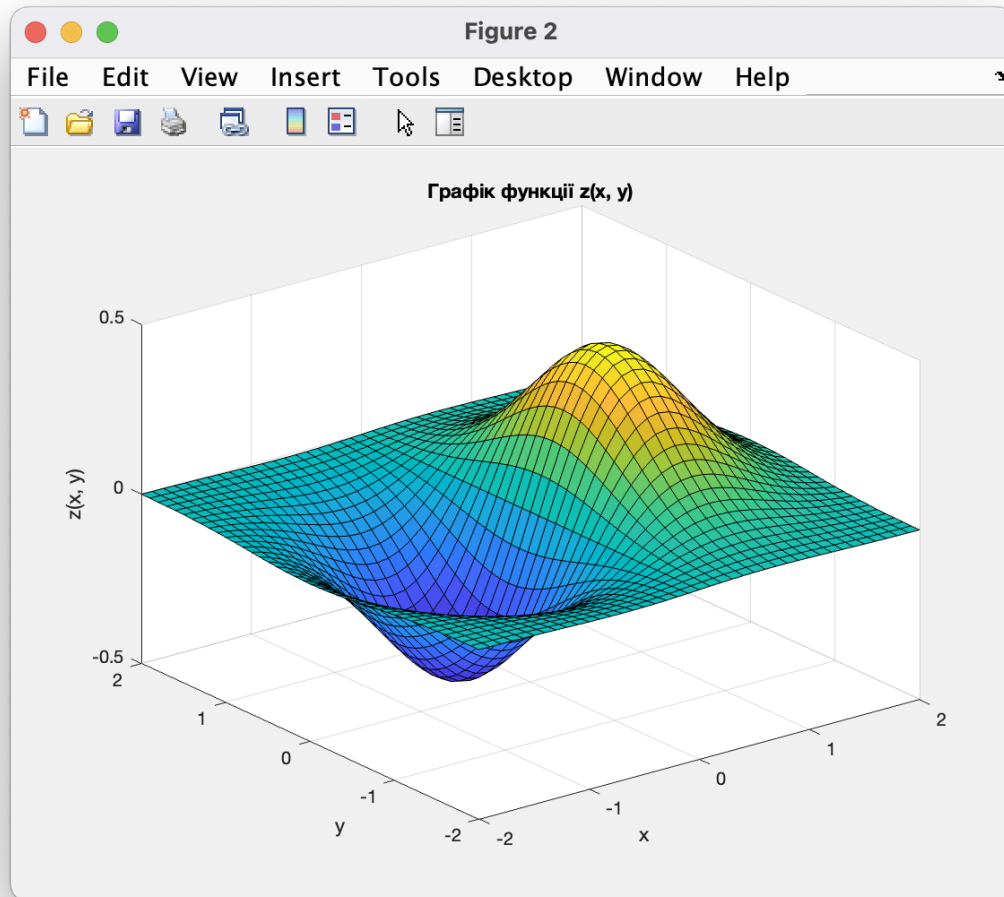 Figure 2
File Edit View Insert Tools Desktop Window Help
Графік функції z(x, y)
0.5
0
-0.5
z(x, y)
2
1
0
-1
-2
y
-2
-1
0
1
2
x